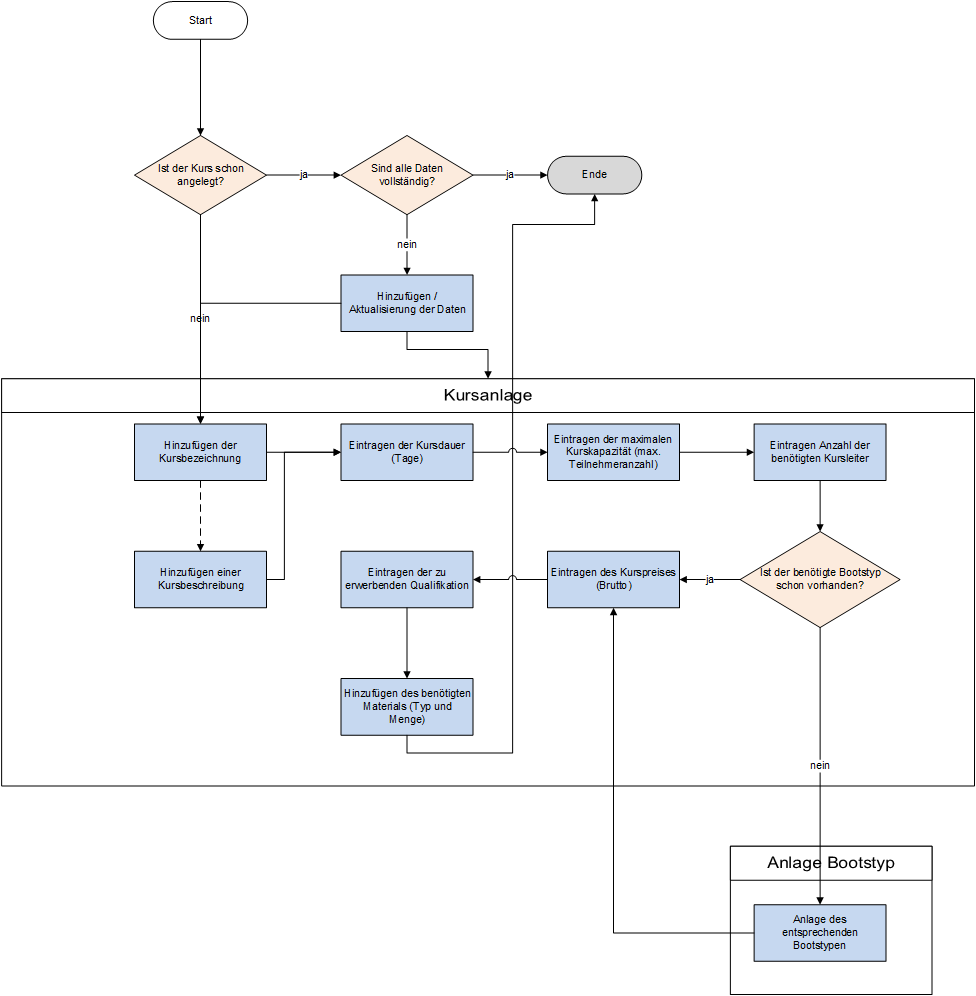 Start
Ist der Kurs schon
angelegt?
ja
Sind alle Daten
vollständig?
ja
Ende
nein
Hinzufügen /
Aktualisierung der Daten
nein
Kursanlage
Hinzufügen der
Kursbezeichnung
Eintragen der Kursdauer
(Tage)
Eintragen der maximalen
Kurskapazität (max.
Teilnehmeranzahl)
Eintragen Anzahl der
benötigten Kursleiter
Hinzufügen einer
Kursbeschreibung
Eintragen der zu
erwerbenden Qualifikation
Eintragen des Kurspreises
(Brutto)
ja
Ist der benötigte Bootstyp
schon vorhanden?
Hinzufügen des benötigten
Materials (Typ und
Menge)
nein
Anlage Bootstyp
Anlage des
entsprechenden
Bootstypen